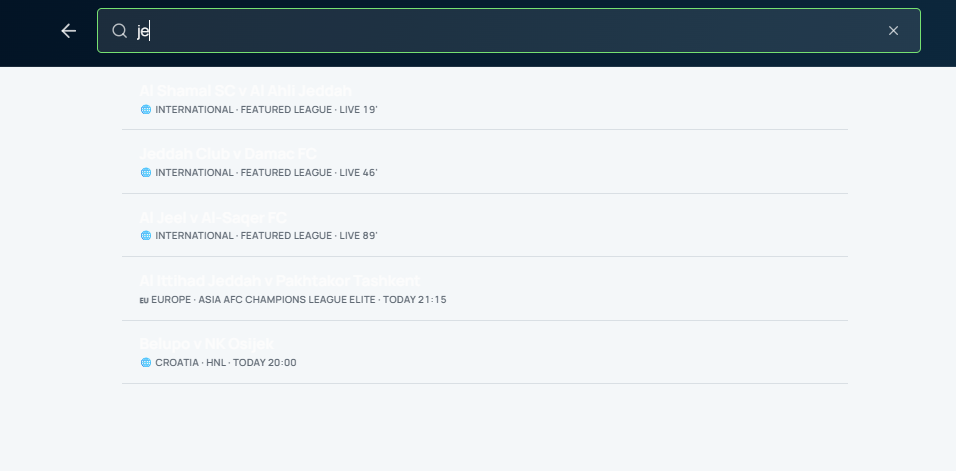 je
Al Shamal SC v Al Ahli Jeddah
INTERNATIONAL · FEATURED LEAGUE · LIVE 19'
Jeddah Club v Damac FC
INTERNATIONAL · FEATURED LEAGUE · LIVE 46'
Al Jeel v Al-Saqer FC
INTERNATIONAL · FEATURED LEAGUE · LIVE 89'
Al Ittihad Jeddah v Pakhtakor Tashkent
EU EUROPE · ASIA AFC CHAMPIONS LEAGUE ELITE · TODAY 21:15
Belupo v NK Osijek
CROATIA · HNL · TODAY 20:00